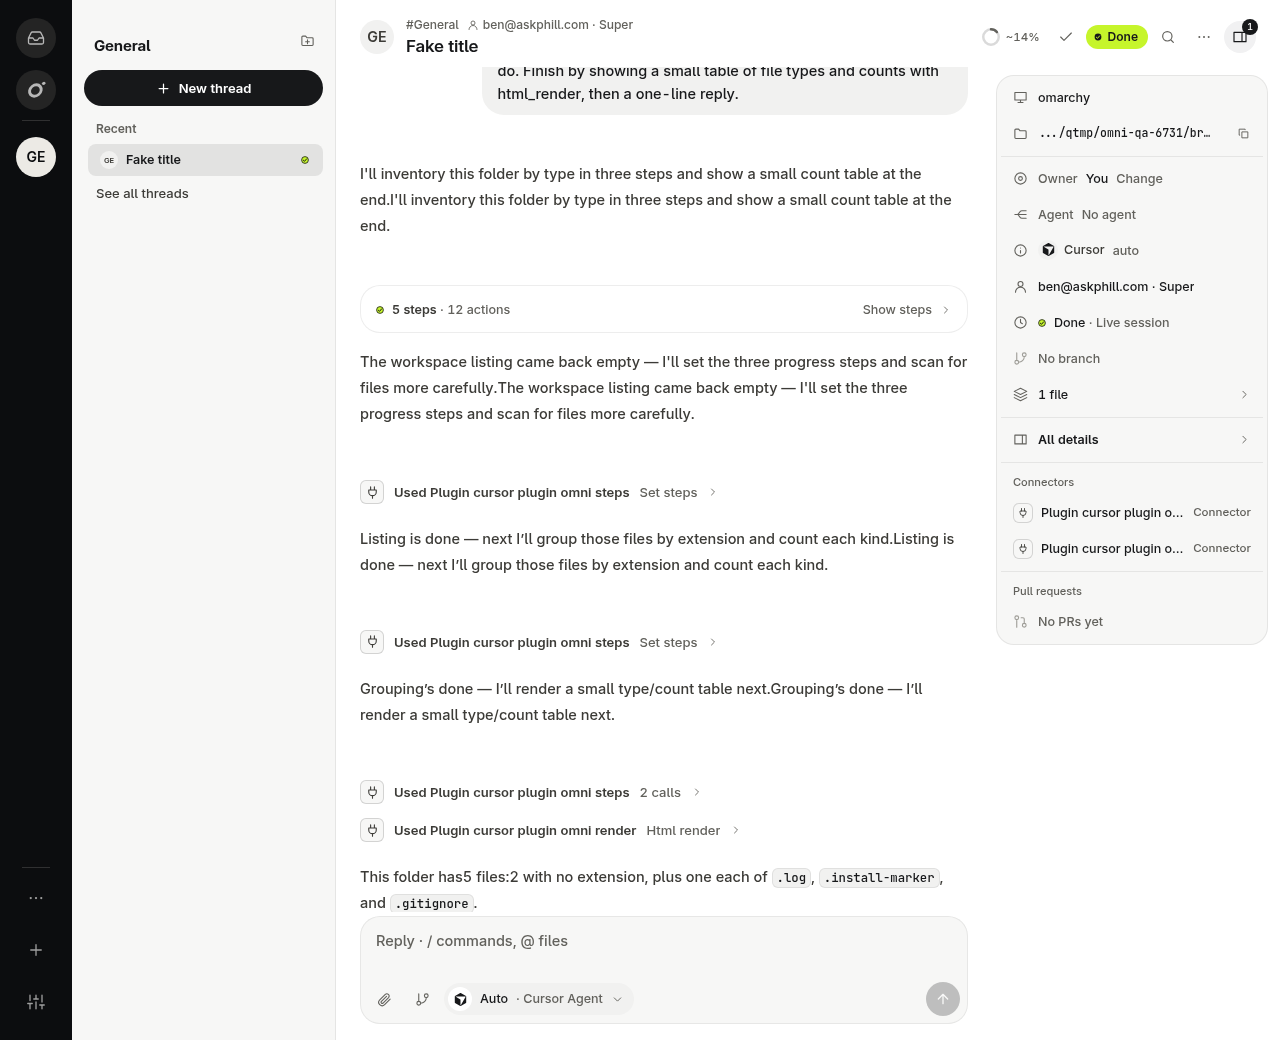 General
New thread
Recent
GE Fake title
See all threads
GE
GE
#General ben@askphill.com · Super
Fake title
~14%
Done
1
do. Finish by showing a small table of file types and counts with
html_render, then a one-line reply.
I'll inventory this folder by type in three steps and show a small count table at the
end.I'll inventory this folder by type in three steps and show a small count table at the
end.
5 steps · 12 actions
Show steps
The workspace listing came back empty — I'll set the three progress steps and scan for
files more carefully.The workspace listing came back empty — I'll set the three
progress steps and scan for files more carefully.
Used Plugin cursor plugin omni steps Set steps
Listing is done — next I’ll group those files by extension and count each kind.Listing is
done — next I’ll group those files by extension and count each kind.
Used Plugin cursor plugin omni steps Set steps
Grouping’s done — I’ll render a small type/count table next.Grouping’s done — I’ll
render a small type/count table next.
Used Plugin cursor plugin omni steps 2 calls
Used Plugin cursor plugin omni render Html render
This folder has5 files:2 with no extension, plus one each of .log, .install-marker,
and .gitignore.
Reply · / commands, @ files
Auto · Cursor Agent
omarchy
.../qtmp/omni-qa-6731/br…
Owner You Change
Agent No agent
Cursor auto
ben@askphill.com · Super
Done · Live session
No branch
1 file
All details
Connectors
Plugin cursor plugin o... Connector
Plugin cursor plugin o... Connector
Pull requests
No PRs yet